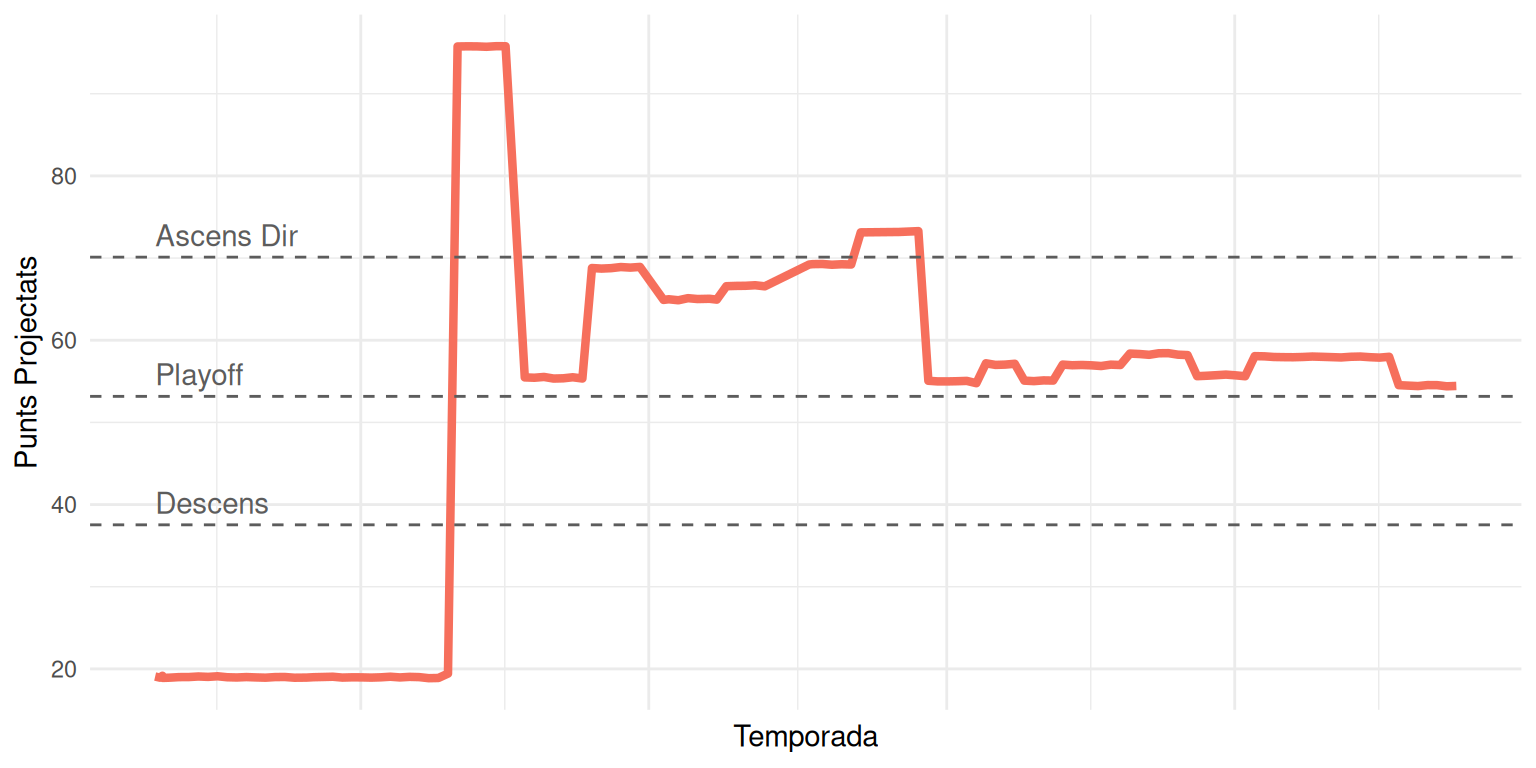 Punts Projectats
80
60
40
20
Ascens Dir
Playoff
Descens
Temporada